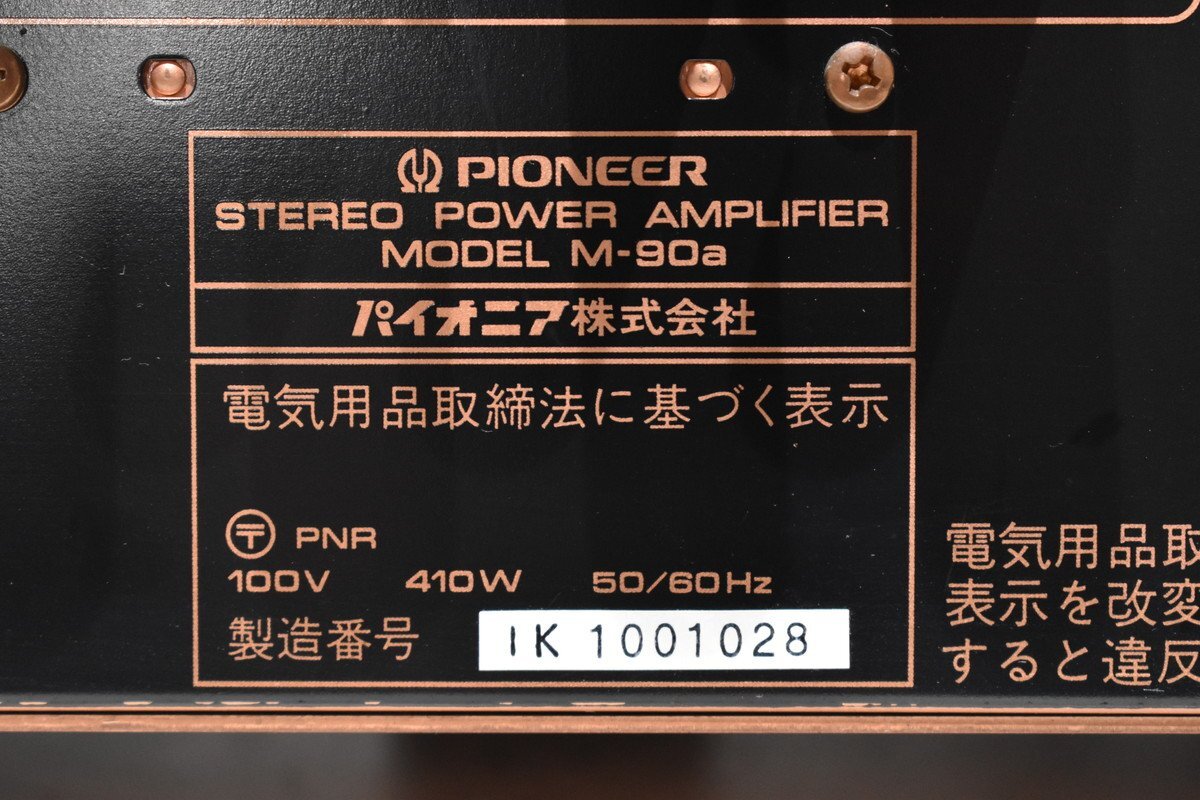 PIONEER
STEREO POWER AMPLIFIER
MODEL M-90a
パイオニア株式会社
電気用品取締法に基づく表示
〒 PNR
100V 410W 50/60Hz
製造番号 IK 1001028
電気用品取
表示を改変
すると違反